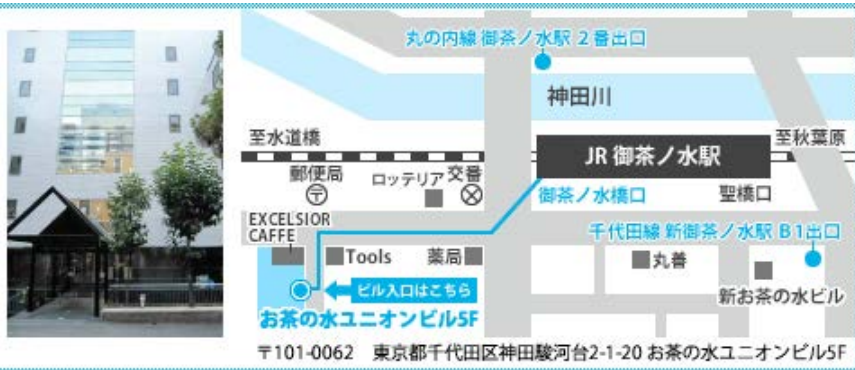 丸の内線 御茶ノ水駅 2番出口
神田川
至水道橋
至秋葉原
JR 御茶ノ水駅
郵便局
ロッテリア
交番
御茶ノ水橋口
聖橋口
EXCELSIOR
CAFFE
千代田線 新御茶ノ水駅 B1出口
Tools
薬局
丸善
ビル入口はこちら
新お茶の水ビル
お茶の水ユニオンビル5F
〒101-0062 東京都千代田区神田駿河台2-1-20 お茶の水ユニオンビル5F